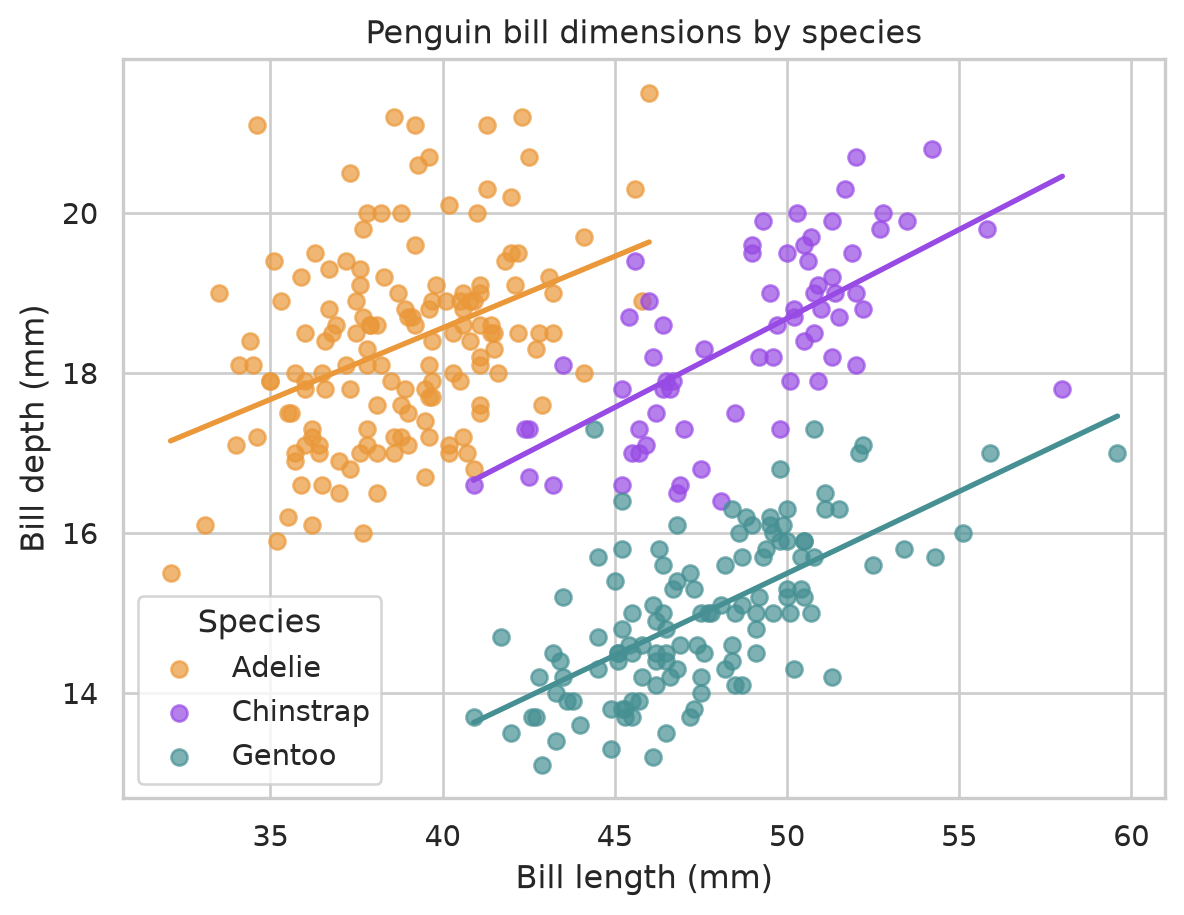 Penguin bill dimensions by species
Bill depth (mm)
20
18
16
14
Species
Adelie
Chinstrap
Gentoo
35 40 45 50 55 60
Bill length (mm)